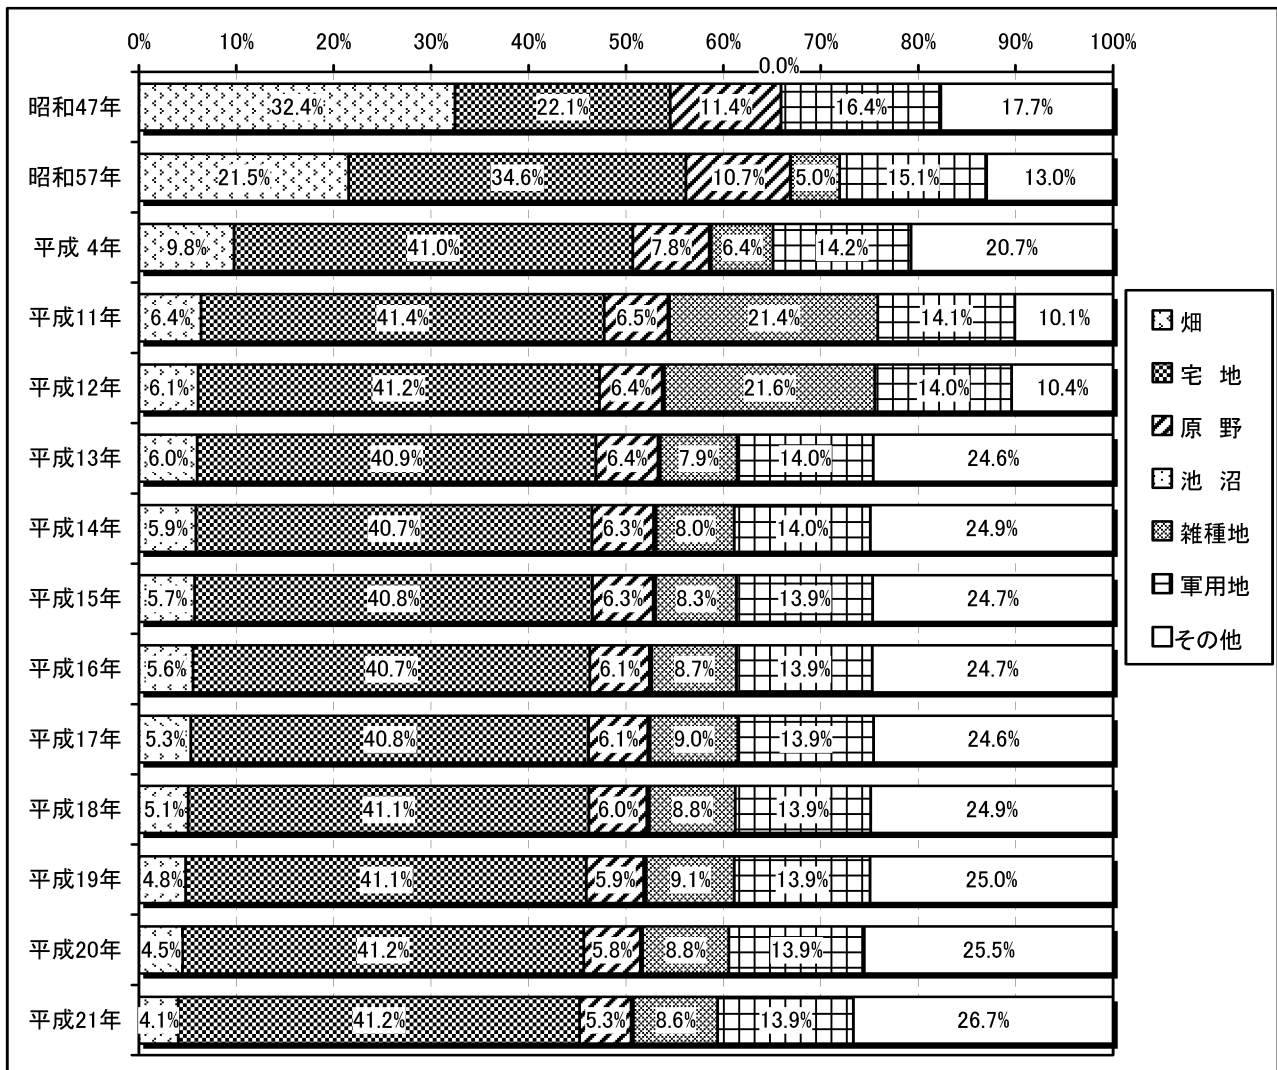 0% 10% 20% 30% 40% 50% 60% 70% 80% 90% 100%
0.0%
昭和47年 32.4% 22.1% 11.4% 16.4% 17.7%
昭和57年 21.5% 34.6% 10.7% 5.0% 15.1% 13.0%
平成 4年 9.8% 41.0% 7.8% 6.4% 14.2% 20.7%
平成11年 6.4% 41.4% 6.5% 21.4% 14.1% 10.1%
平成12年 6.1% 41.2% 6.4% 21.6% 14.0% 10.4%
平成13年 6.0% 40.9% 6.4% 7.9% 14.0% 24.6%
平成14年 5.9% 40.7% 6.3% 8.0% 14.0% 24.9%
平成15年 5.7% 40.8% 6.3% 8.3% 13.9% 24.7%
平成16年 5.6% 40.7% 6.1% 8.7% 13.9% 24.7%
平成17年 5.3% 40.8% 6.1% 9.0% 13.9% 24.6%
平成18年 5.1% 41.1% 6.0% 8.8% 13.9% 24.9%
平成19年 4.8% 41.1% 5.9% 9.1% 13.9% 25.0%
平成20年 4.5% 41.2% 5.8% 8.8% 13.9% 25.5%
平成21年 4.1% 41.2% 5.3% 8.6% 13.9% 26.7%
畑
宅 地
原 野
池 沼
雑種地
軍用地
その他